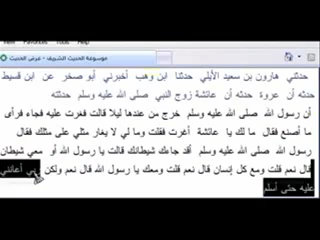 Favorites Tools Help
موسوعة الحديث الشريف - عرض الحديث
حدثني هارون بن سعيد الأيلي حدثنا ابن وهب أخبرني أبو صخر عن ابن قسيط
حدثه أن عروة حدثه أن عائشة زوج النبي صلى الله عليه وسلم حدثته
أن رسول الله صلى الله عليه وسلم خرج من عندها ليلا قالت فغرت عليه فجاء فرأى
ما أصنع فقال ما لك يا عائشة أغرت فقلت وما لي لا يغار مثلي على مثلك فقال
رسول الله صلى الله عليه وسلم أقد جاءك شيطانك قالت يا رسول الله أو معي شيطان
قال نعم قلت ومع كل إنسان قال نعم قلت ومعك يا رسول الله قال نعم ولكن ربي أعانني
عليه حتى أسلم